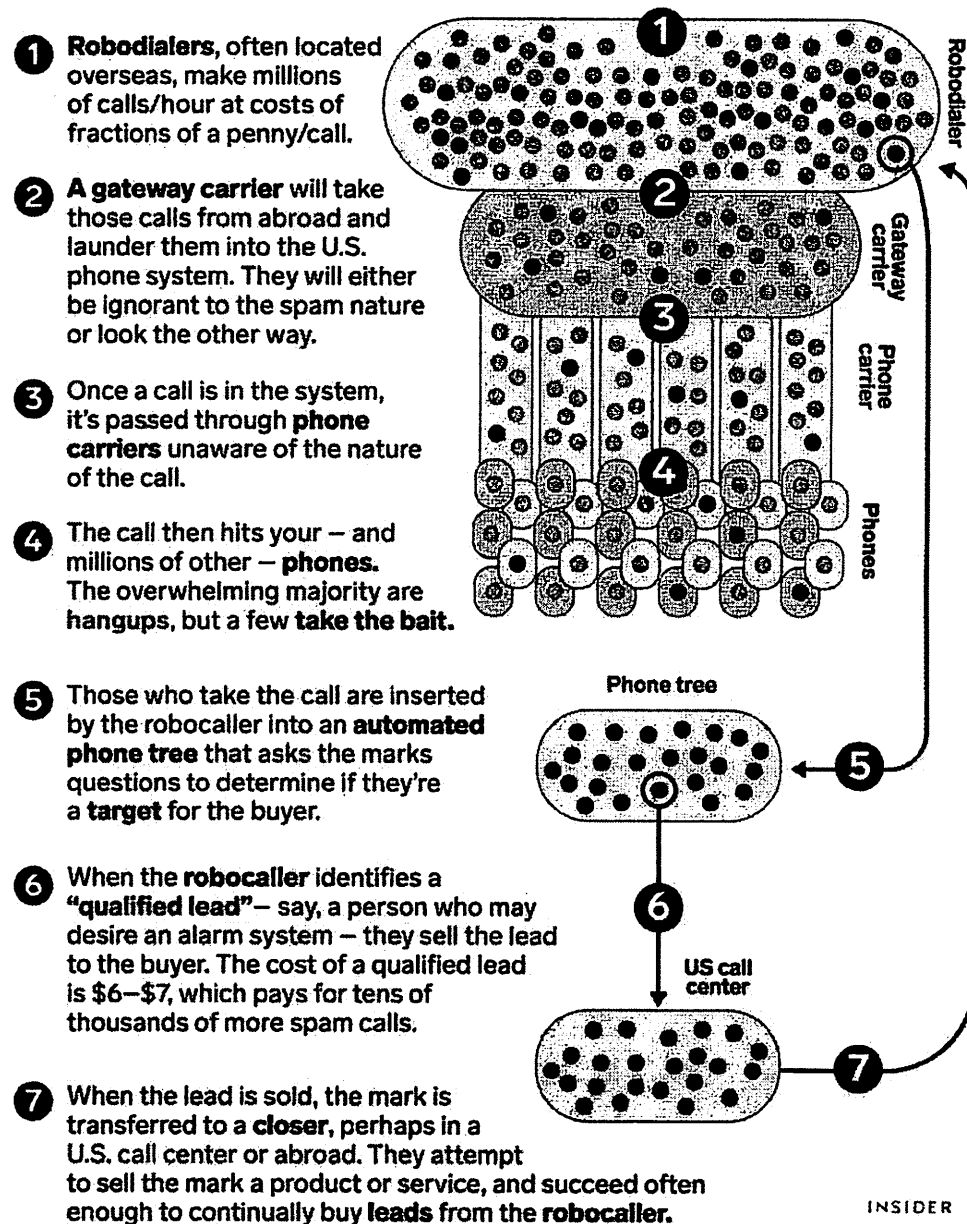 1 Robodialers, often located
overseas, make millions
of calls/hour at costs of
fractions of a penny/call.
2 A gateway carrier will take
those calls from abroad and
launder them into the U.S.
phone system. They will either
be ignorant to the spam nature
or look the other way.
3 Once a call is in the system,
it's passed through phone
carriers unaware of the nature
of the call.
4 The call then hits your – and
millions of other – phones.
The overwhelming majority are
hangups, but a few take the bait.
5 Those who take the call are inserted
by the robocaller into an automated
phone tree that asks the marks
questions to determine if they're
a target for the buyer.
6 When the robocaller identifies a
"qualified lead"– say, a person who may
desire an alarm system – they sell the lead
to the buyer. The cost of a qualified lead
is $6–$7, which pays for tens of
thousands of more spam calls.
7 When the lead is sold, the mark is
transferred to a closer, perhaps in a
U.S. call center or abroad. They attempt
to sell the mark a product or service, and succeed often
enough to continually buy leads from the robocaller.
1
Robodialer
2
Gateway
carrier
3
Phone
carrier
4
Phones
Phone tree
5
6
US call
center
7
INSIDER